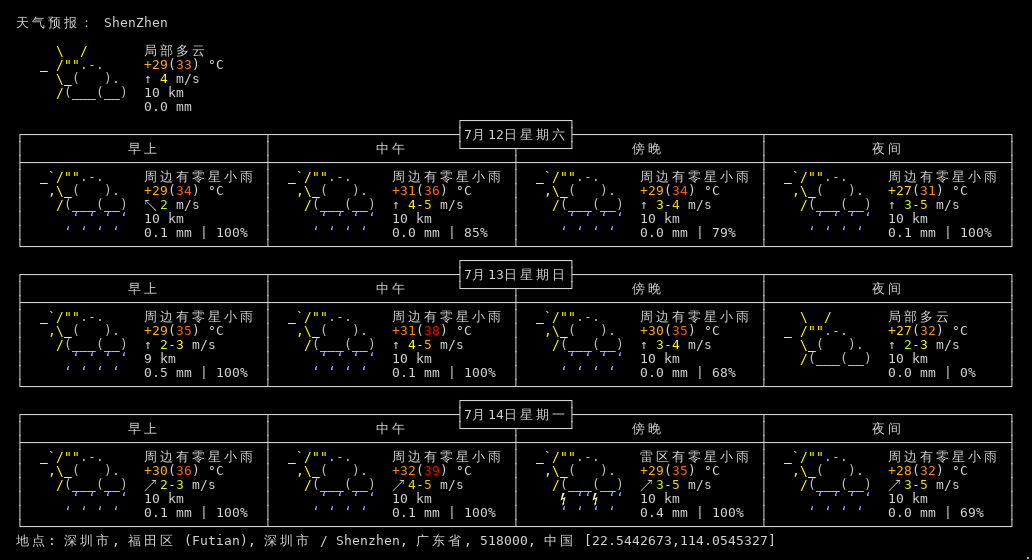 天气预报： ShenZhen
局部多云
+29(33) °C
↑ 4 m/s
10 km
0.0 mm
7月12日星期六
早上 中午 傍晚 夜间
周边有零星小雨 周边有零星小雨 周边有零星小雨 周边有零星小雨
+29(34) °C +31(36) °C +29(34) °C +27(31) °C
↖ 2 m/s ↑ 4-5 m/s ↑ 3-4 m/s ↑ 3-5 m/s
10 km 10 km 10 km 10 km
0.1 mm | 100% 0.0 mm | 85% 0.0 mm | 79% 0.1 mm | 100%
7月13日星期日
早上 中午 傍晚 夜间
周边有零星小雨 周边有零星小雨 周边有零星小雨 局部多云
+29(35) °C +31(38) °C +30(35) °C +27(32) °C
↑ 2-3 m/s ↑ 4-5 m/s ↑ 3-4 m/s ↑ 2-3 m/s
9 km 10 km 10 km 10 km
0.5 mm | 100% 0.1 mm | 100% 0.0 mm | 68% 0.0 mm | 0%
7月14日星期一
早上 中午 傍晚 夜间
周边有零星小雨 周边有零星小雨 雷区有零星小雨 周边有零星小雨
+30(36) °C +32(39) °C +29(35) °C +28(32) °C
↗ 2-3 m/s ↗ 4-5 m/s ↗ 3-5 m/s ↗ 3-5 m/s
10 km 10 km 10 km 10 km
0.1 mm | 100% 0.1 mm | 100% 0.4 mm | 100% 0.0 mm | 69%
地点: 深圳市, 福田区 (Futian), 深圳市 / Shenzhen, 广东省, 518000, 中国 [22.5442673,114.0545327]